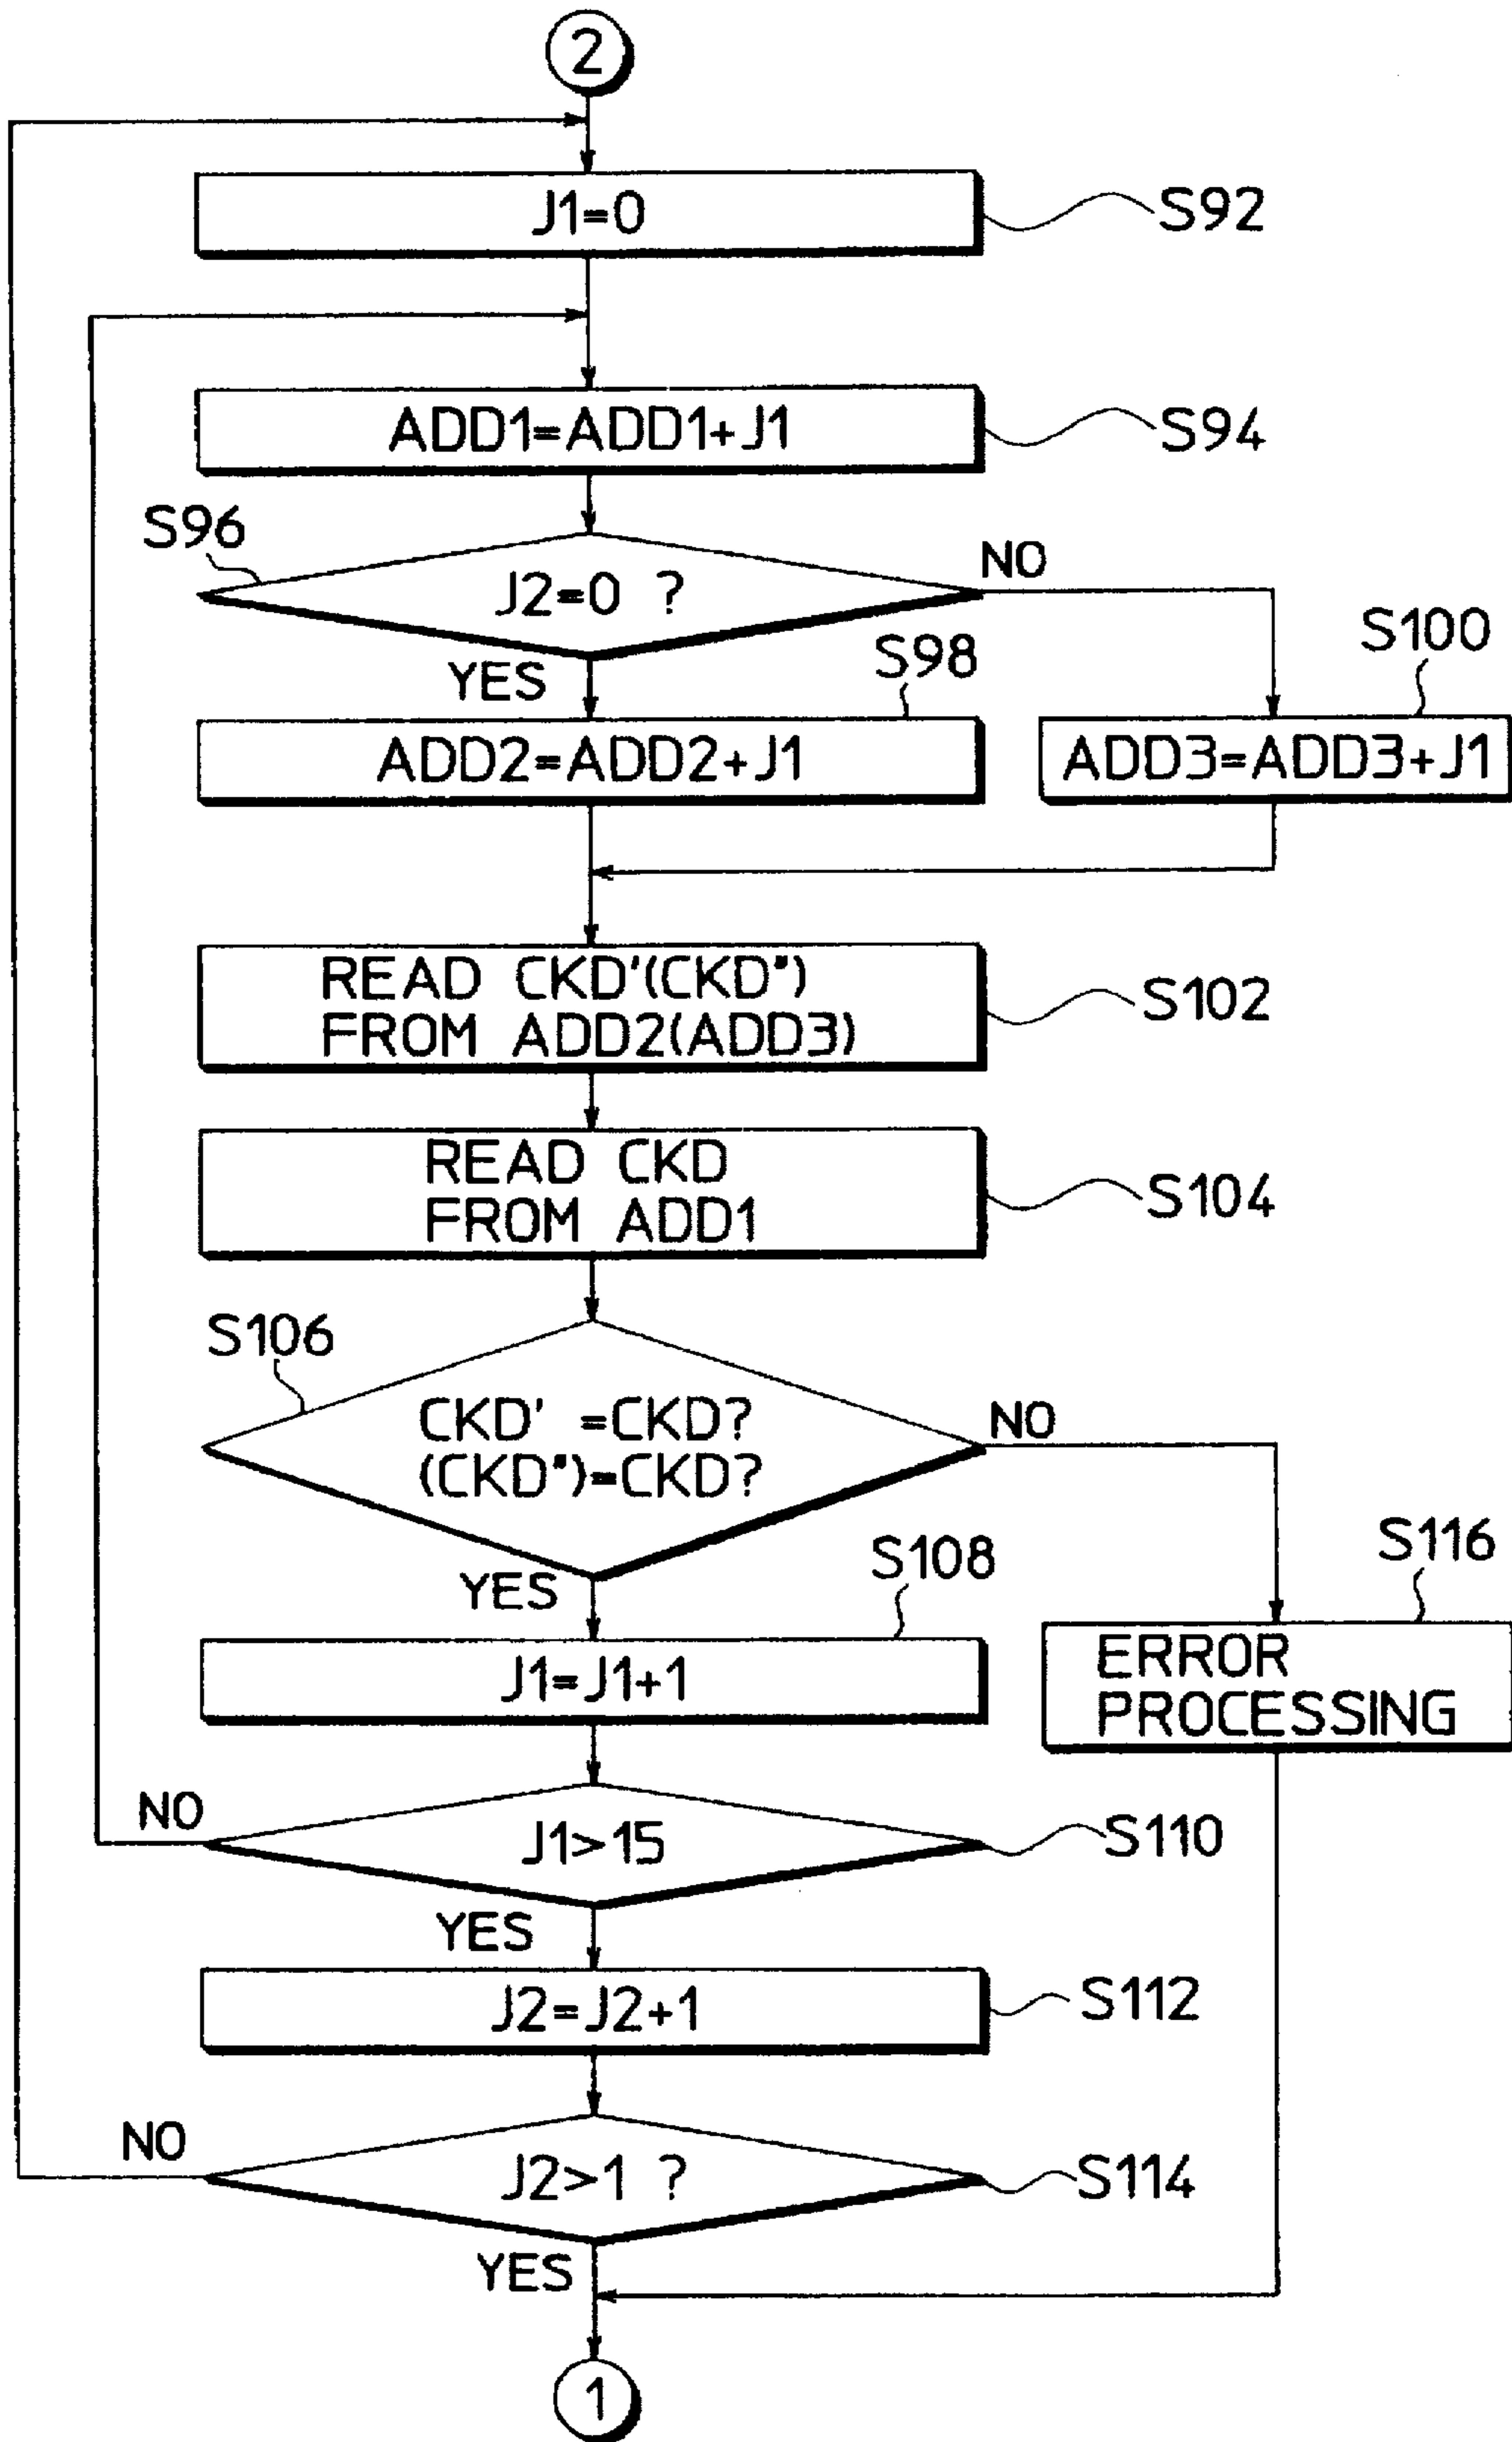 2
J1=0
S92
ADD1=ADD1+J1
S94
S96
J2=0 ?
NO
YES
S98
S100
ADD2=ADD2+J1
ADD3=ADD3+J1
READ CKD'(CKD")
FROM ADD2(ADD3)
S102
READ CKD
FROM ADD1
S104
S106
CKD' =CKD?
(CKD")=CKD?
NO
YES
S108
S116
J1=J1+1
ERROR
PROCESSING
NO
J1>15
S110
YES
J2=J2+1
S112
NO
J2>1 ?
S114
YES
1